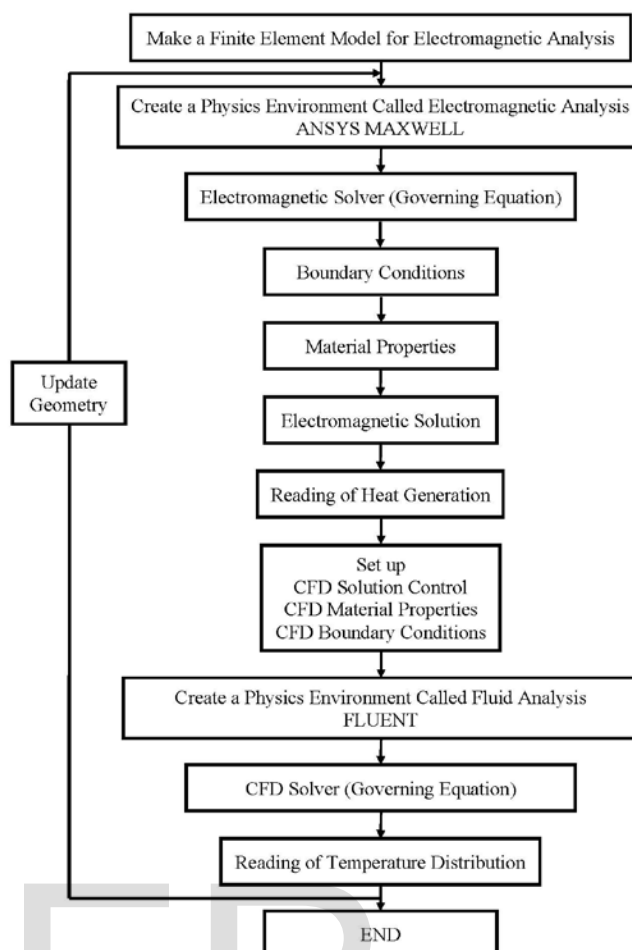 Make a Finite Element Model for Electromagnetic Analysis
Create a Physics Environment Called Electromagnetic Analysis
ANSYS MAXWELL
Electromagnetic Solver (Governing Equation)
Boundary Conditions
Material Properties
Update
Geometry
Electromagnetic Solution
Reading of Heat Generation
Set up
CFD Solution Control
CFD Material Properties
CFD Boundary Conditions
Create a Physics Environment Called Fluid Analysis
FLUENT
CFD Solver (Governing Equation)
Reading of Temperature Distribution
END